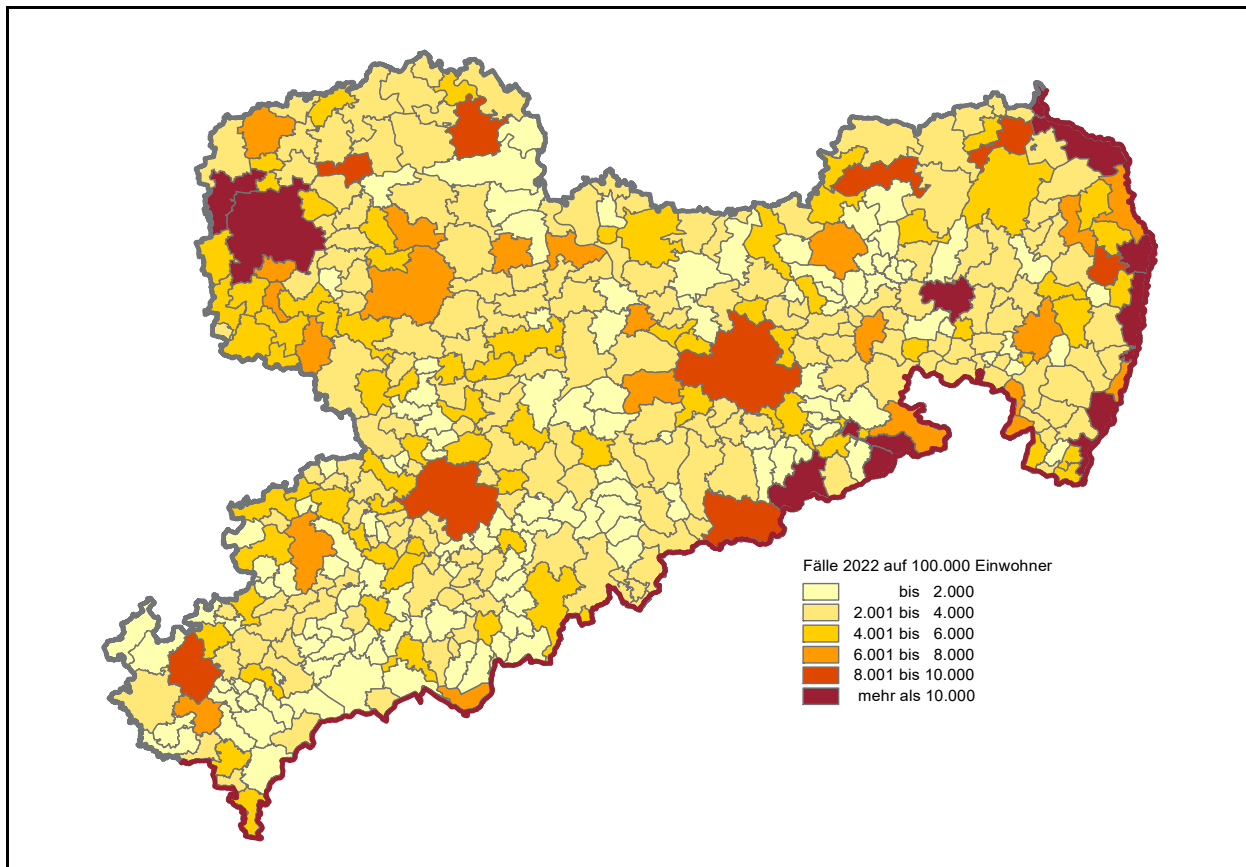 Fälle 2022 auf 100.000 Einwohner
bis 2.000
2.001 bis 4.000
4.001 bis 6.000
6.001 bis 8.000
8.001 bis 10.000
mehr als 10.000